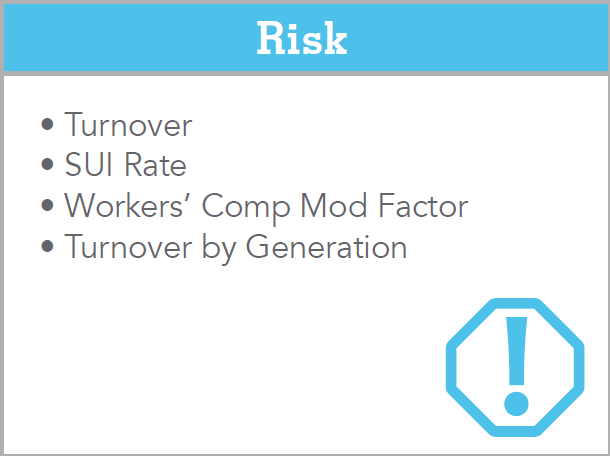 Risk
• Turnover
• SUI Rate
• Workers’ Comp Mod Factor
• Turnover by Generation
!